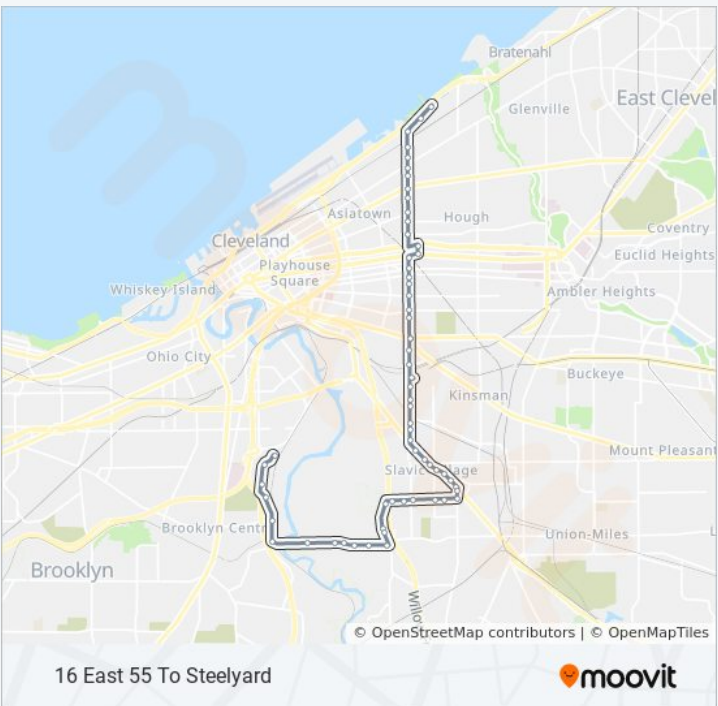 Bratenahl
East Clevel
Glenville
Asiatown
Hough
Cleveland
Coventry
Euclid Heights
Playhouse
Square
Whiskey Island
Ambler Heights
Ohio City
Buckeye
Kinsman
Mount Pleasant
Slavic Village
Brooklyn Centr
Union-Miles
Brooklyn
Willo
© OpenStreetMap contributors | © OpenMapTiles
16 East 55 To Steelyard
moovit